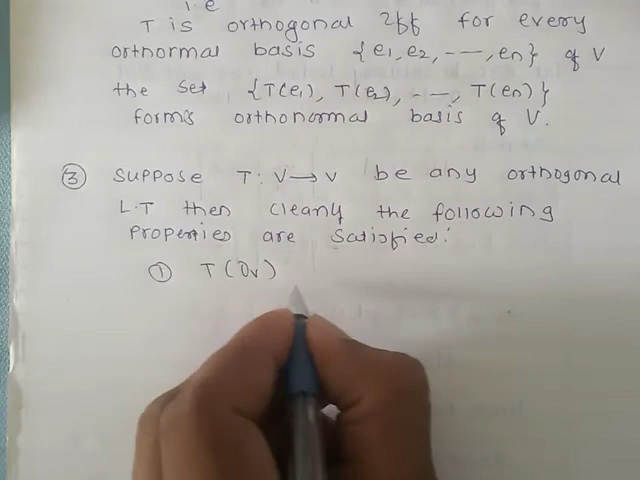 i.e
T is orthogonal iff for every
ortnormal basis {e1, e2, ---, en} of V
the set {T(e1), T(e2), ---, T(en)}
forms orthonormal basis of V.
③ Suppose T: V→V be any orthogonal
L.T then clearly the following
properties are satisfied:
① T(0v)